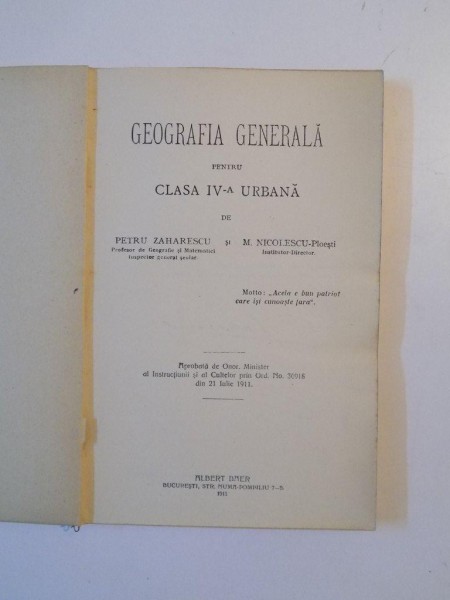 GEOGRAFIA GENERALĂ
PENTRU
CLASA IV-A URBANĂ
DE
PETRU ZAHARESCU și M. NICOLESCU-Ploești
Profesor de Geografie și Matematici Institutor-Director.
Inspector general școlar.
Motto: „Acela e bun patriot
care își cunoaște țara“.
Aprobată de Onor. Minister
al Instrucțiunii și al Cultelor prin Ord. No. 30918
din 21 Iulie 1911.
ALBERT BAER
BUCUREȘTI, STR. NUMA-POMPILIU 7-9.
1911